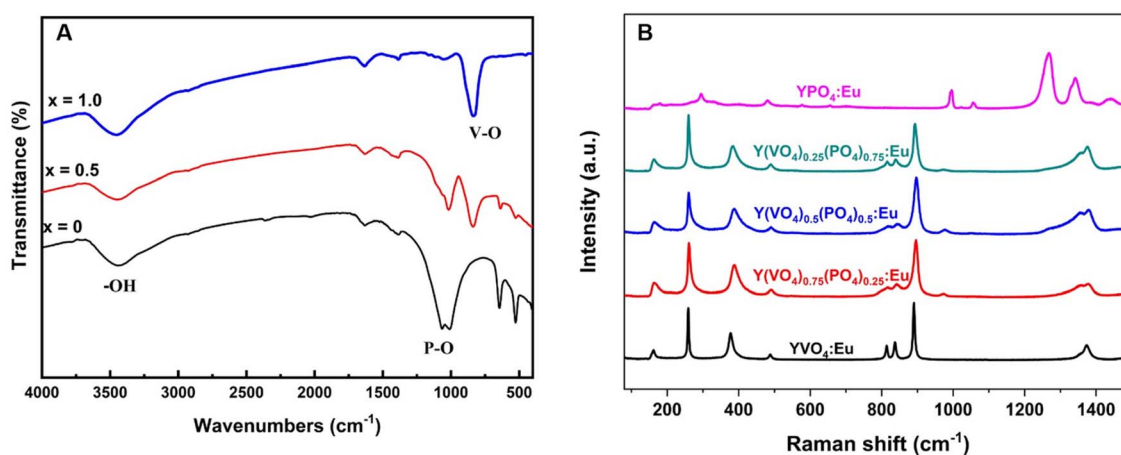 A
x = 1.0
V-O
x = 0.5
x = 0
-OH
P-O
Transmittance (%)
4000 3500 3000 2500 2000 1500 1000 500
Wavenumbers (cm⁻¹)
B
YPO₄:Eu
Y(VO₄)₀.₂₅(PO₄)₀.₇₅:Eu
Y(VO₄)₀.₅(PO₄)₀.₅:Eu
Y(VO₄)₀.₇₅(PO₄)₀.₂₅:Eu
YVO₄:Eu
Intensity (a.u.)
200 400 600 800 1000 1200 1400
Raman shift (cm⁻¹)